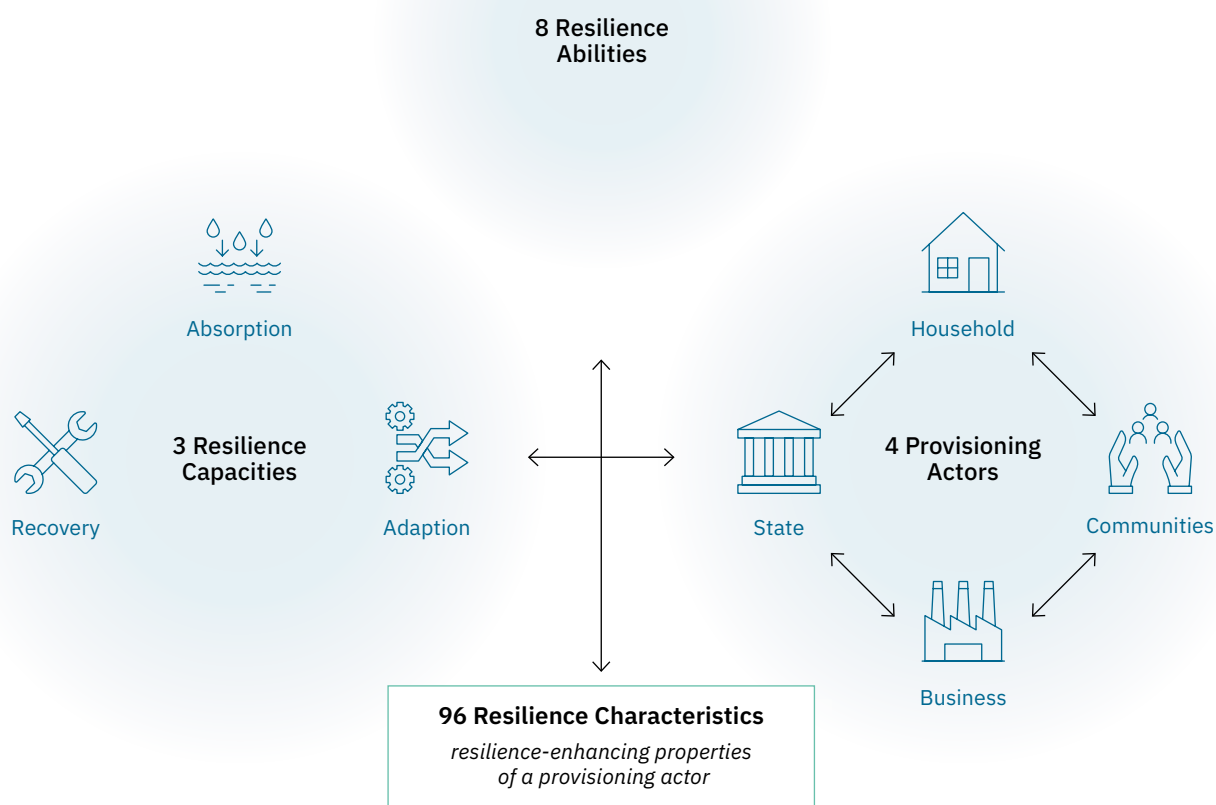 8 Resilience
Abilities
Absorption
3 Resilience
Capacities
Recovery
Adaption
Household
4 Provisioning
Actors
State
Communities
Business
96 Resilience Characteristics
resilience-enhancing properties
of a provisioning actor